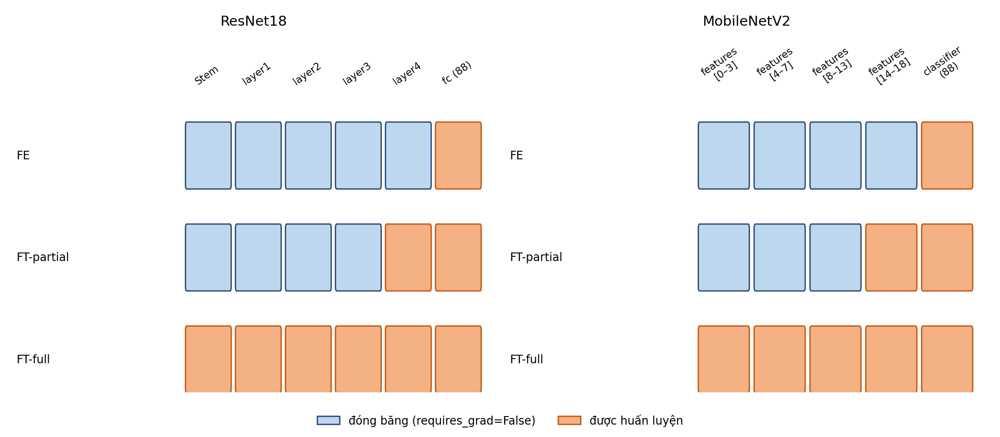 ResNet18
Stem
layer1
layer2
layer3
layer4
fc (88)
FE
FT-partial
FT-full
MobileNetV2
features
[0–3]
features
[4–7]
features
[8–13]
features
[14–18]
classifier
(88)
FE
FT-partial
FT-full
đóng băng (requires_grad=False)
được huấn luyện